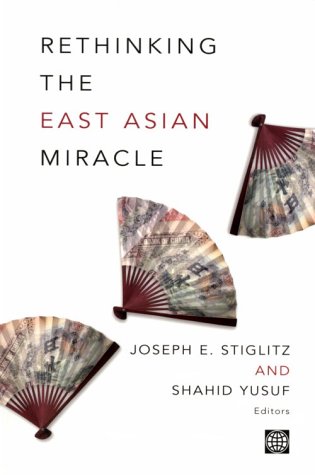 RETHINKING
THE
EAST ASIAN
MIRACLE
JOSEPH E. STIGLITZ
AND
SHAHID YUSUF
Editors